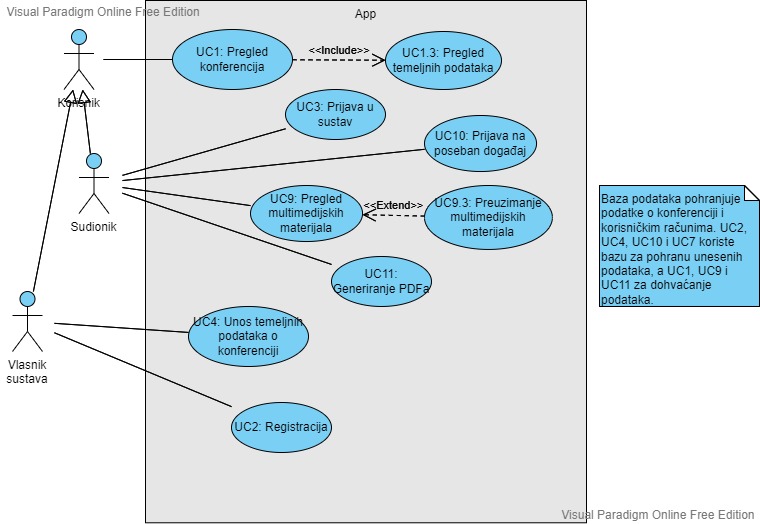 Visual Paradigm Online Free Edition
App
Korisnik
UC1: Pregled
konferencija
<<Include>>
UC1.3: Pregled
temeljnih podataka
UC3: Prijava u
sustav
UC10: Prijava na
poseban događaj
Sudionik
UC9: Pregled
multimedijskih
materijala
<<Extend>>
UC9.3: Preuzimanje
multimedijskih
materijala
Baza podataka pohranjuje
podatke o konferenciji i
korisničkim računima. UC2,
UC4, UC10 i UC7 koriste
bazu za pohranu unesenih
podataka, a UC1, UC9 i
UC11 za dohvaćanje
podataka.
UC11:
Generiranje PDFa
Vlasnik
sustava
UC4: Unos temeljnih
podataka o
konferenciji
UC2: Registracija
Visual Paradigm Online Free Edition